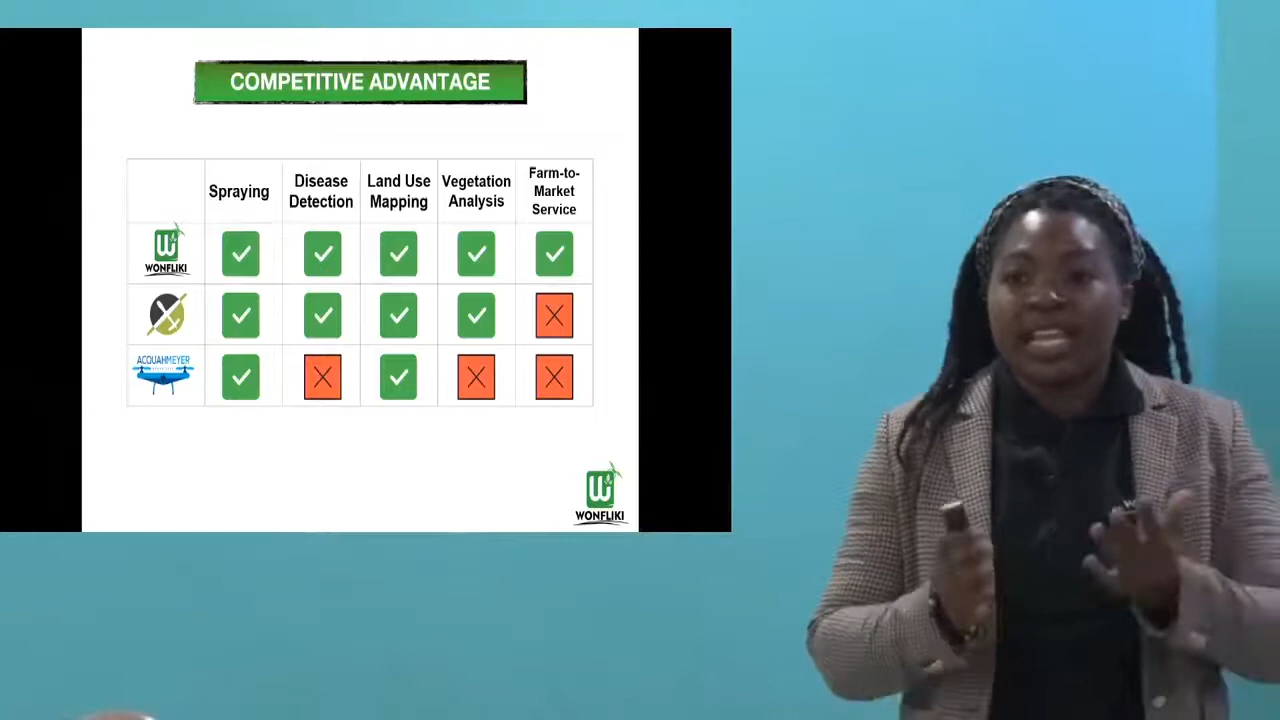 COMPETITIVE ADVANTAGE
Spraying
Disease
Detection
Land Use
Mapping
Vegetation
Analysis
Farm-to-
Market
Service
W
WONFLIKI
ACQUAHMEYER
W
WONFLIKI